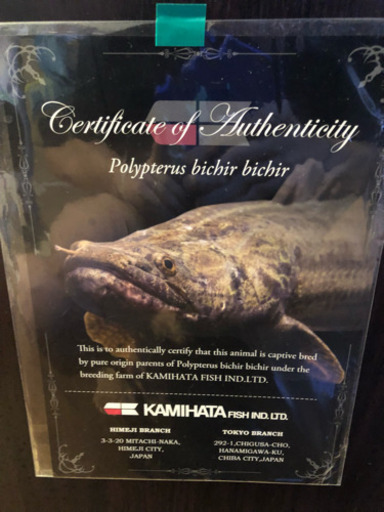 Certificate of Authenticity
Polypterus bichir bichir
This is to authentically certify that this animal is captive bred
by pure origin parents of Polypterus bichir bichir under the
breeding farm of KAMIHATA FISH IND.LTD.
KAMIHATA FISH IND. LTD.
HIMEJI BRANCH
3-3-20 MITACHI-NAKA,
HIMEJI CITY,
JAPAN
TOKYO BRANCH
292-1,CHIGUSA-CHO,
HANAMIGAWA-KU,
CHIBA CITY,JAPAN